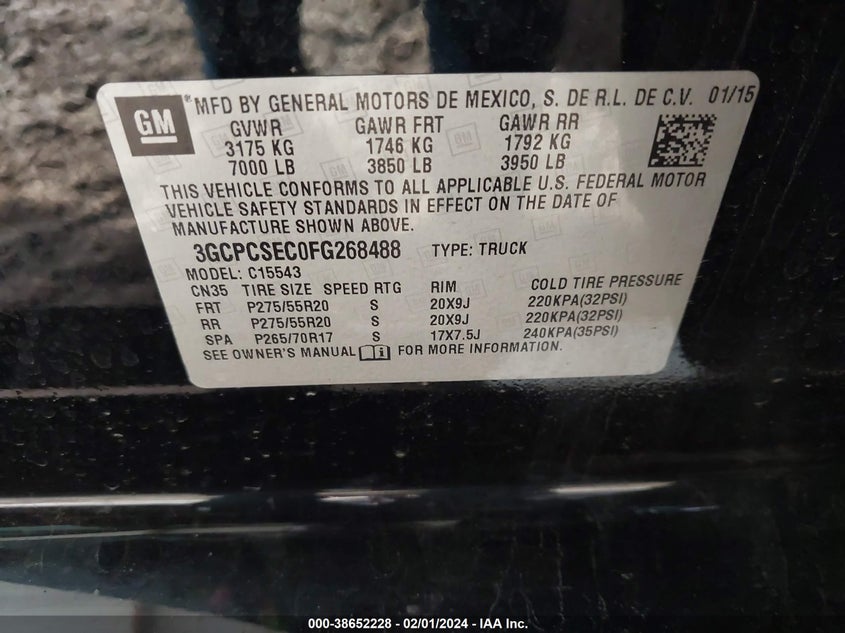 GM
®MFD BY GENERAL MOTORS DE MEXICO, S. DE R.L. DE C.V. 01/15
GVWR GAWR FRT GAWR RR
3175 KG 1746 KG 1792 KG
7000 LB 3850 LB 3950 LB
THIS VEHICLE CONFORMS TO ALL APPLICABLE U.S. FEDERAL MOTOR
VEHICLE SAFETY STANDARDS IN EFFECT ON THE DATE OF
MANUFACTURE SHOWN ABOVE.
3GCPCSEC0FG268488 TYPE: TRUCK
MODEL: C15543
CN35 TIRE SIZE SPEED RTG RIM COLD TIRE PRESSURE
FRT P275/55R20 S 20X9J 220KPA(32PSI)
RR P275/55R20 S 20X9J 220KPA(32PSI)
SPA P265/70R17 S 17X7.5J 240KPA(35PSI)
SEE OWNER'S MANUAL i FOR MORE INFORMATION.
000-38652228 - 02/01/2024 - IAA Inc.